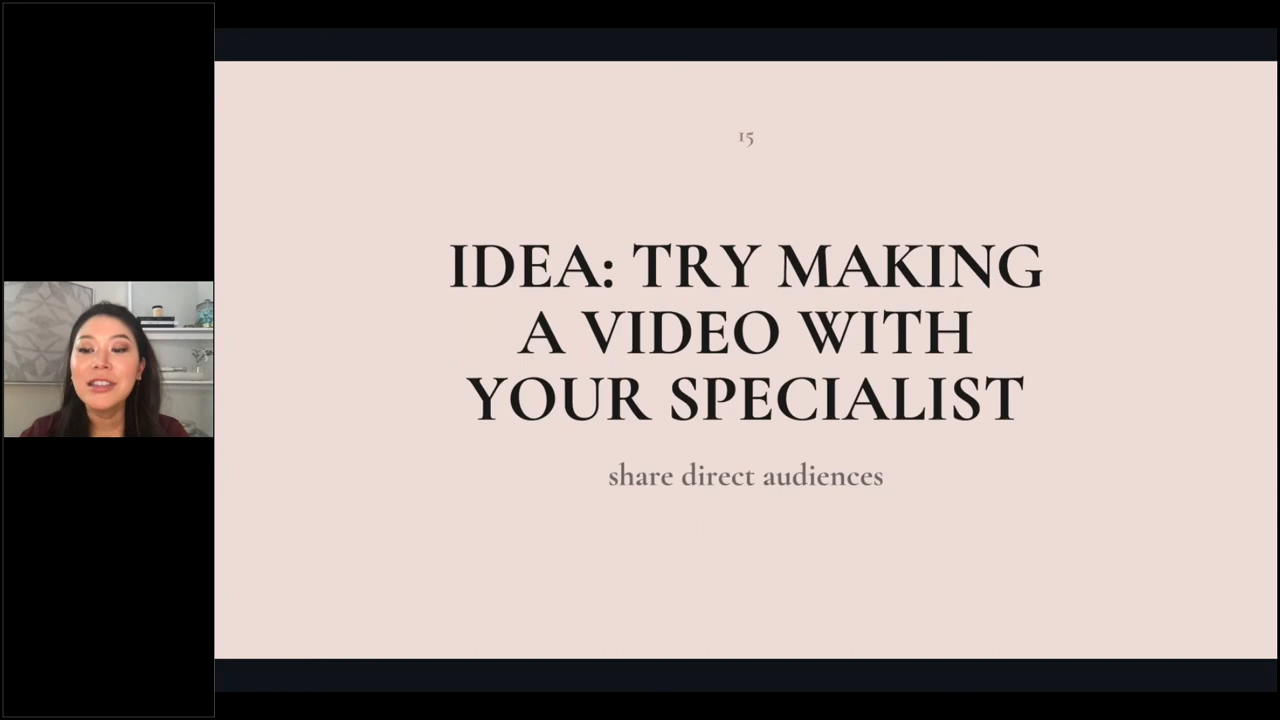 15
IDEA: TRY MAKING
A VIDEO WITH
YOUR SPECIALIST
share direct audiences